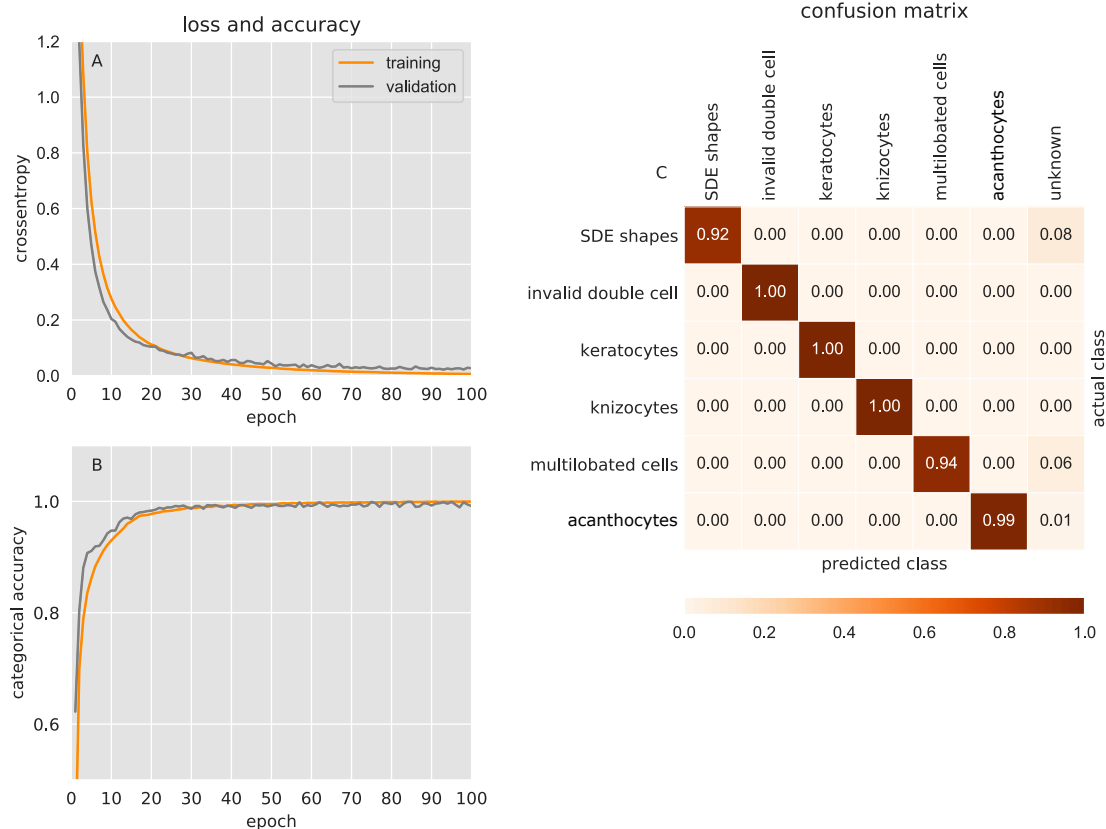 loss and accuracy
A
training
validation
1.2
1.0
0.8
0.6
0.4
0.2
0.0
crossentropy
0 10 20 30 40 50 60 70 80 90 100
epoch
B
1.0
0.8
0.6
categorical accuracy
0 10 20 30 40 50 60 70 80 90 100
epoch
confusion matrix
C
SDE shapes
invalid double cell
keratocytes
knizocytes
multilobated cells
acanthocytes
unknown
SDE shapes 0.92 0.00 0.00 0.00 0.00 0.00 0.08
invalid double cell 0.00 1.00 0.00 0.00 0.00 0.00 0.00
keratocytes 0.00 0.00 1.00 0.00 0.00 0.00 0.00
knizocytes 0.00 0.00 0.00 1.00 0.00 0.00 0.00
multilobated cells 0.00 0.00 0.00 0.00 0.94 0.00 0.06
acanthocytes 0.00 0.00 0.00 0.00 0.00 0.99 0.01
actual class
predicted class
0.0 0.2 0.4 0.6 0.8 1.0